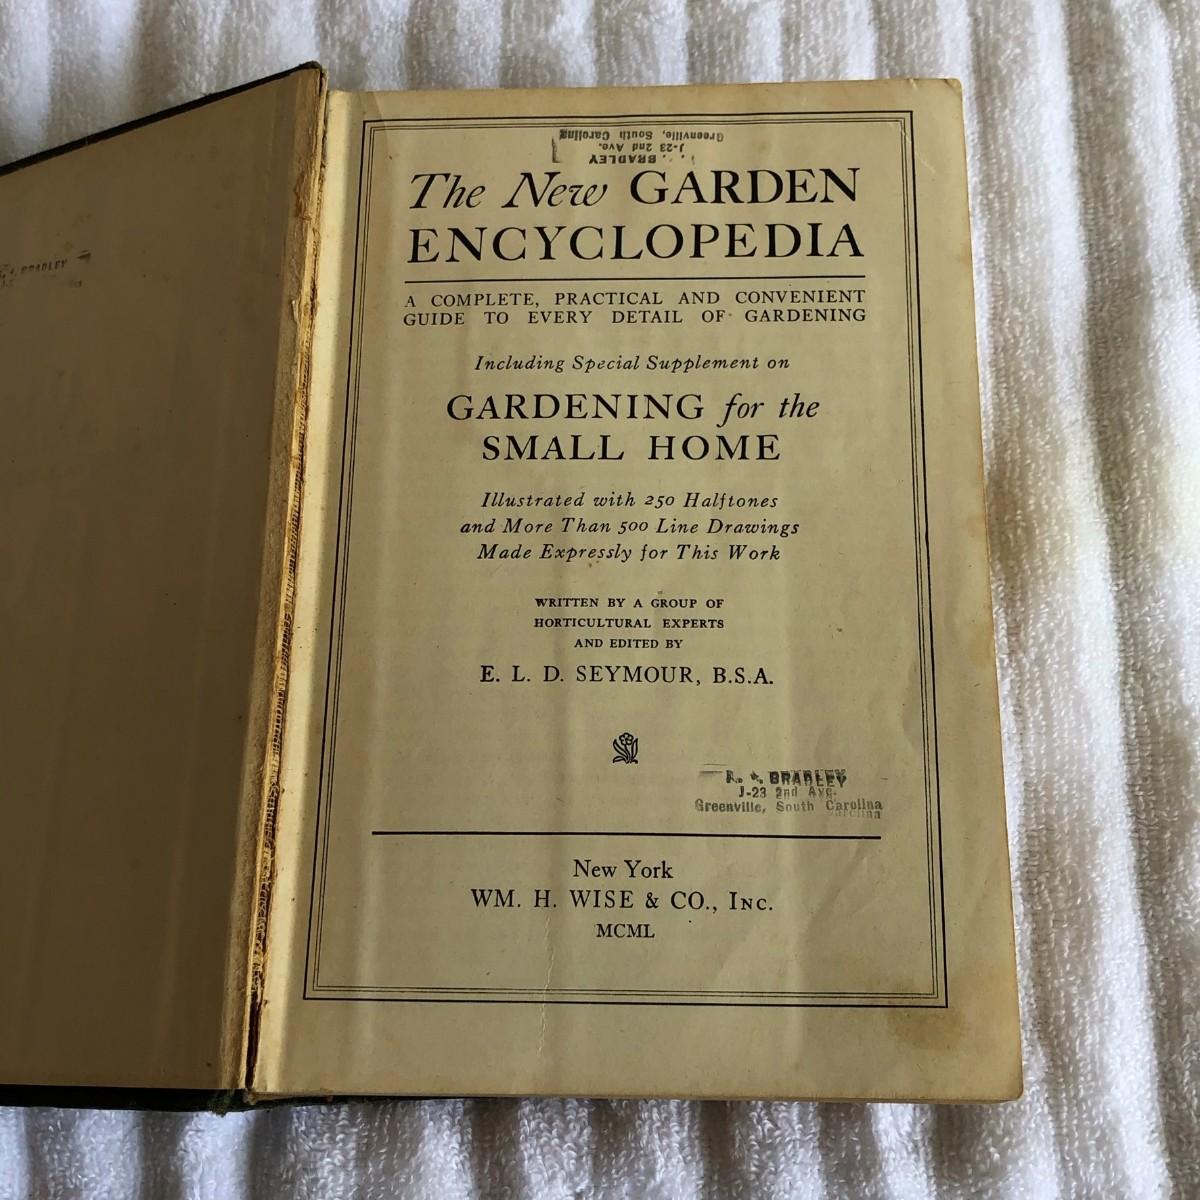 BRADLEY
J-23 2nd Ave.
Greenville, South Carolina
The New GARDEN
ENCYCLOPEDIA
A COMPLETE, PRACTICAL AND CONVENIENT
GUIDE TO EVERY DETAIL OF GARDENING
Including Special Supplement on
GARDENING for the
SMALL HOME
Illustrated with 250 Halftones
and More Than 500 Line Drawings
Made Expressly for This Work
WRITTEN BY A GROUP OF
HORTICULTURAL EXPERTS
AND EDITED BY
E. L. D. SEYMOUR, B.S.A.
BRADLEY
J-23 2nd Ave.
Greenville, South Carolina
New York
WM. H. WISE & CO., INC.
MCML
BRADLEY